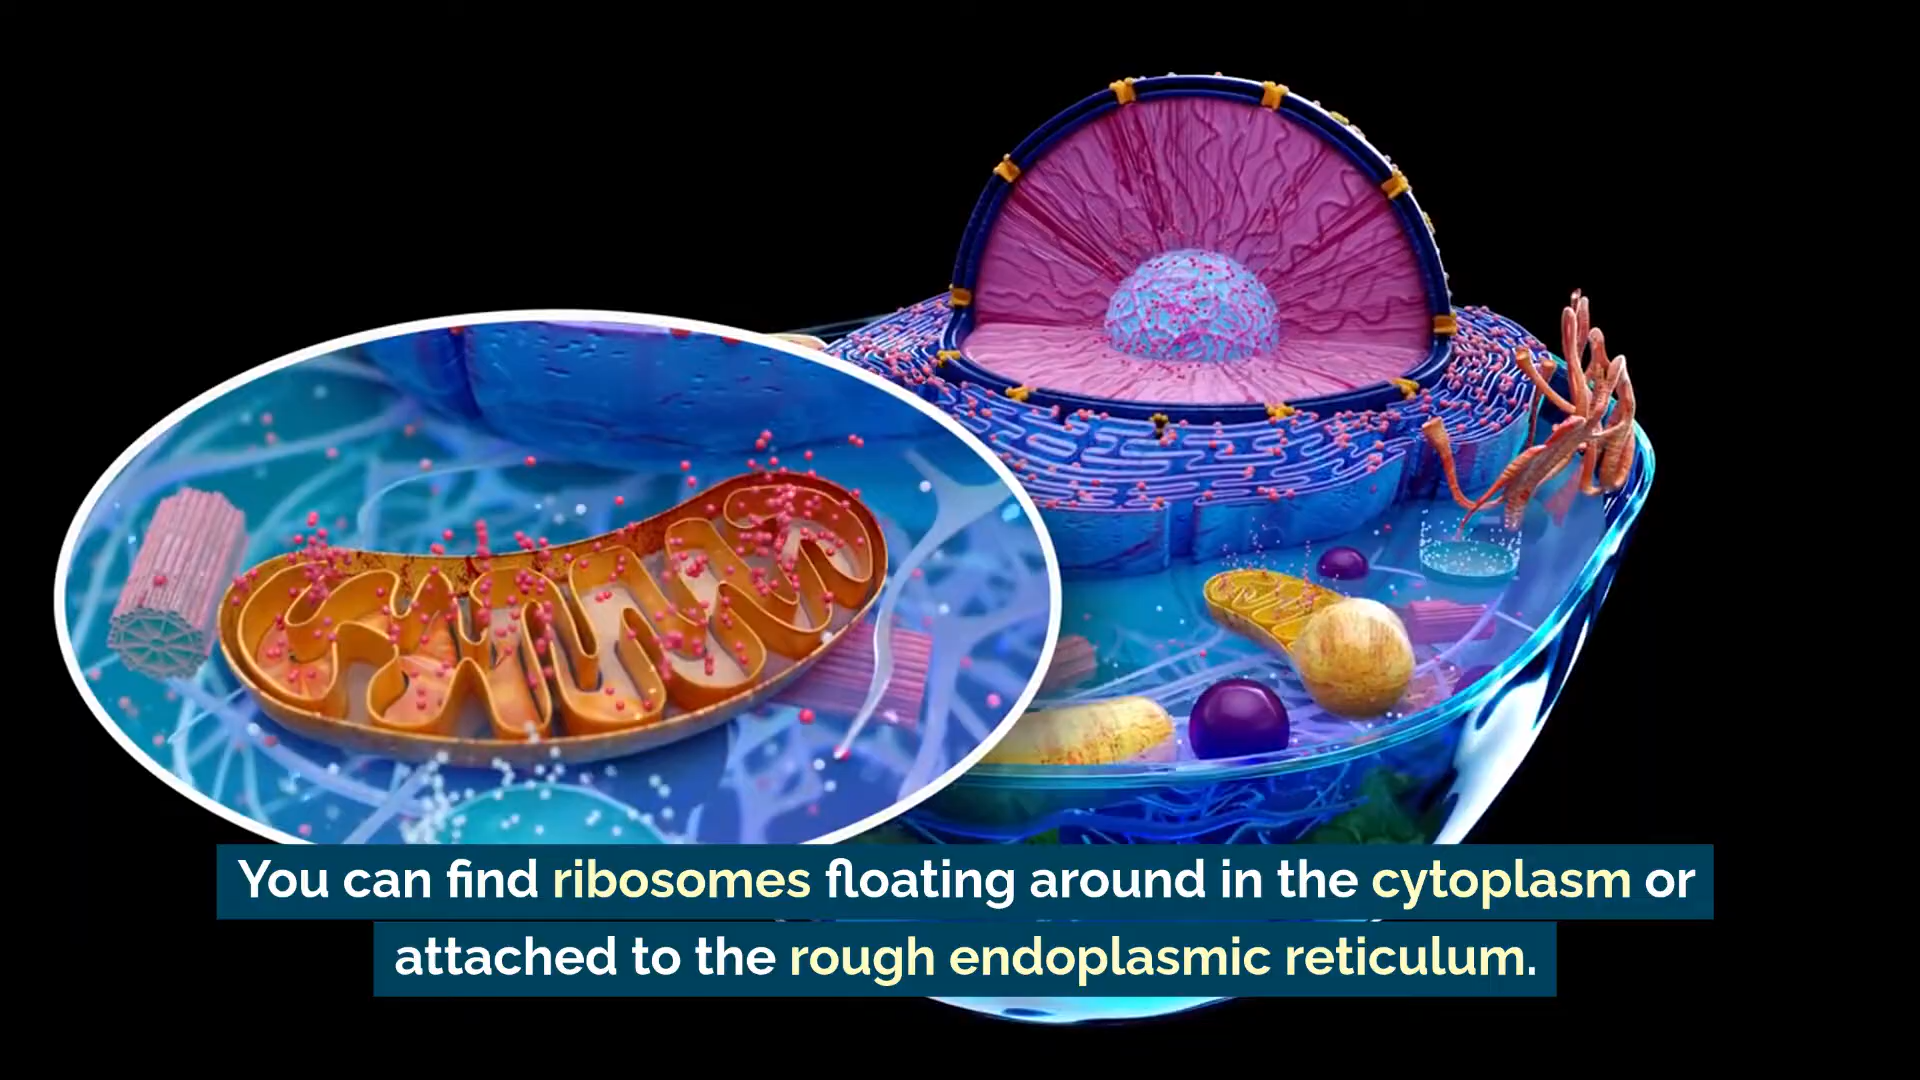 You can find ribosomes floating around in the cytoplasm or
attached to the rough endoplasmic reticulum.